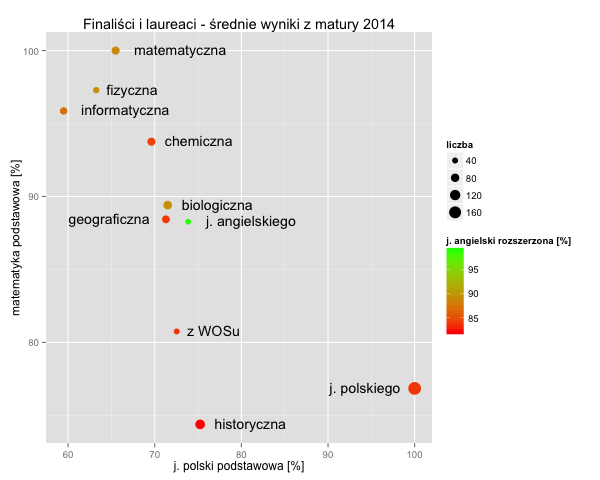 Finaliści i laureaci - średnie wyniki z matury 2014
matematyka podstawowa [%]
100
90
80
matematyczna
fizyczna
informatyczna
chemiczna
biologiczna
geograficzna
j. angielskiego
z WOSu
j. polskiego
historyczna
60
70
80
90
100
j. polski podstawowa [%]
liczba
40
80
120
160
j. angielski rozszerzona [%]
95
90
85